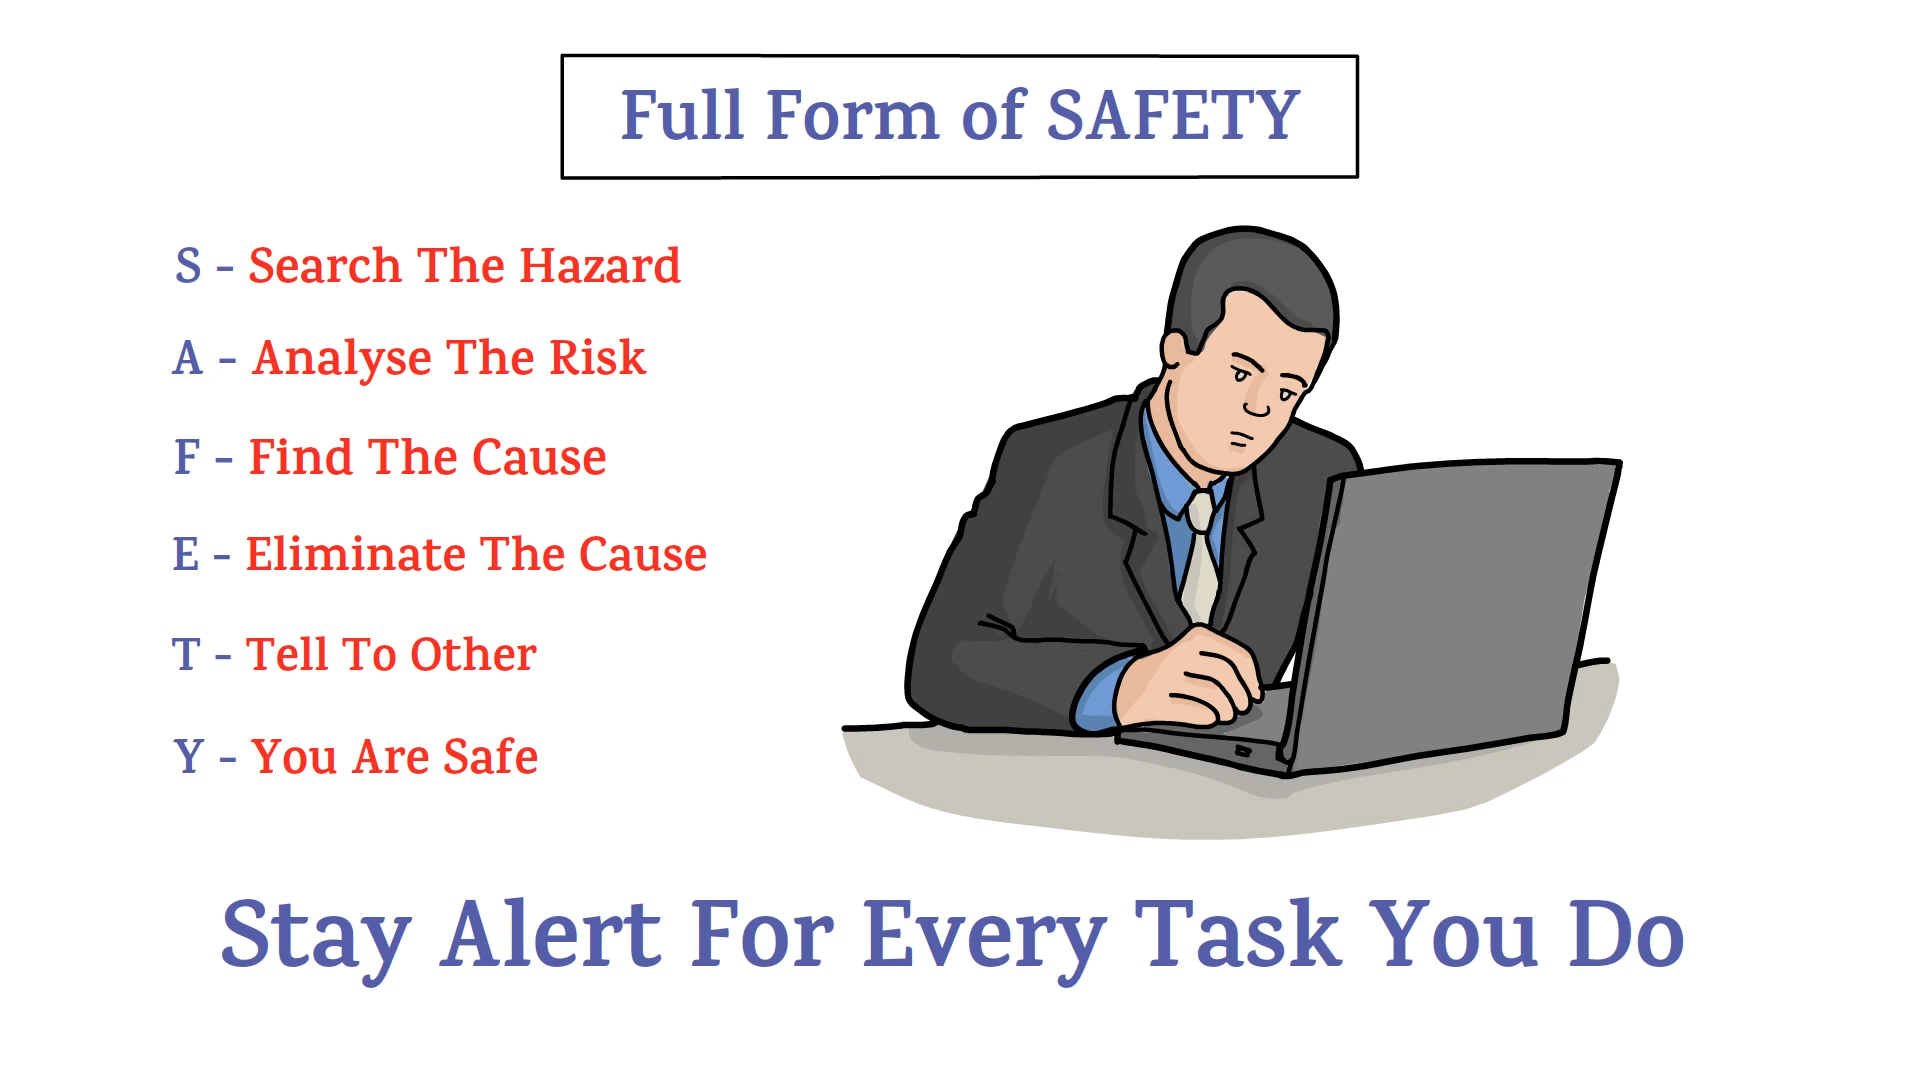 Full Form of SAFETY
S - Search The Hazard
A - Analyse The Risk
F - Find The Cause
E - Eliminate The Cause
T - Tell To Other
Y - You Are Safe
Stay Alert For Every Task You Do